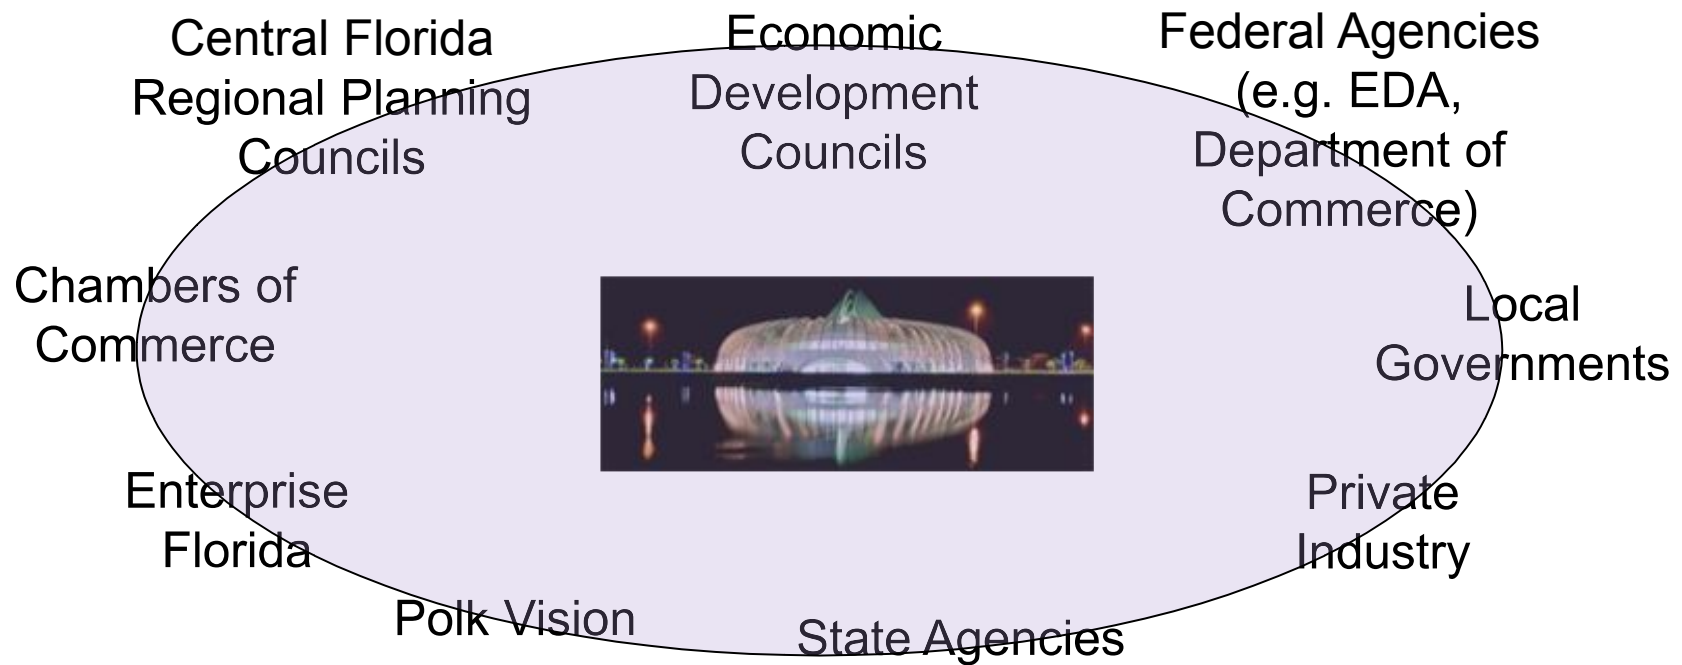 Central Florida
Regional Planning
Councils
Economic
Development
Councils
Federal Agencies
(e.g. EDA,
Department of
Commerce)
Chambers of
Commerce
Local
Governments
Enterprise
Florida
Private
Industry
Polk Vision
State Agencies